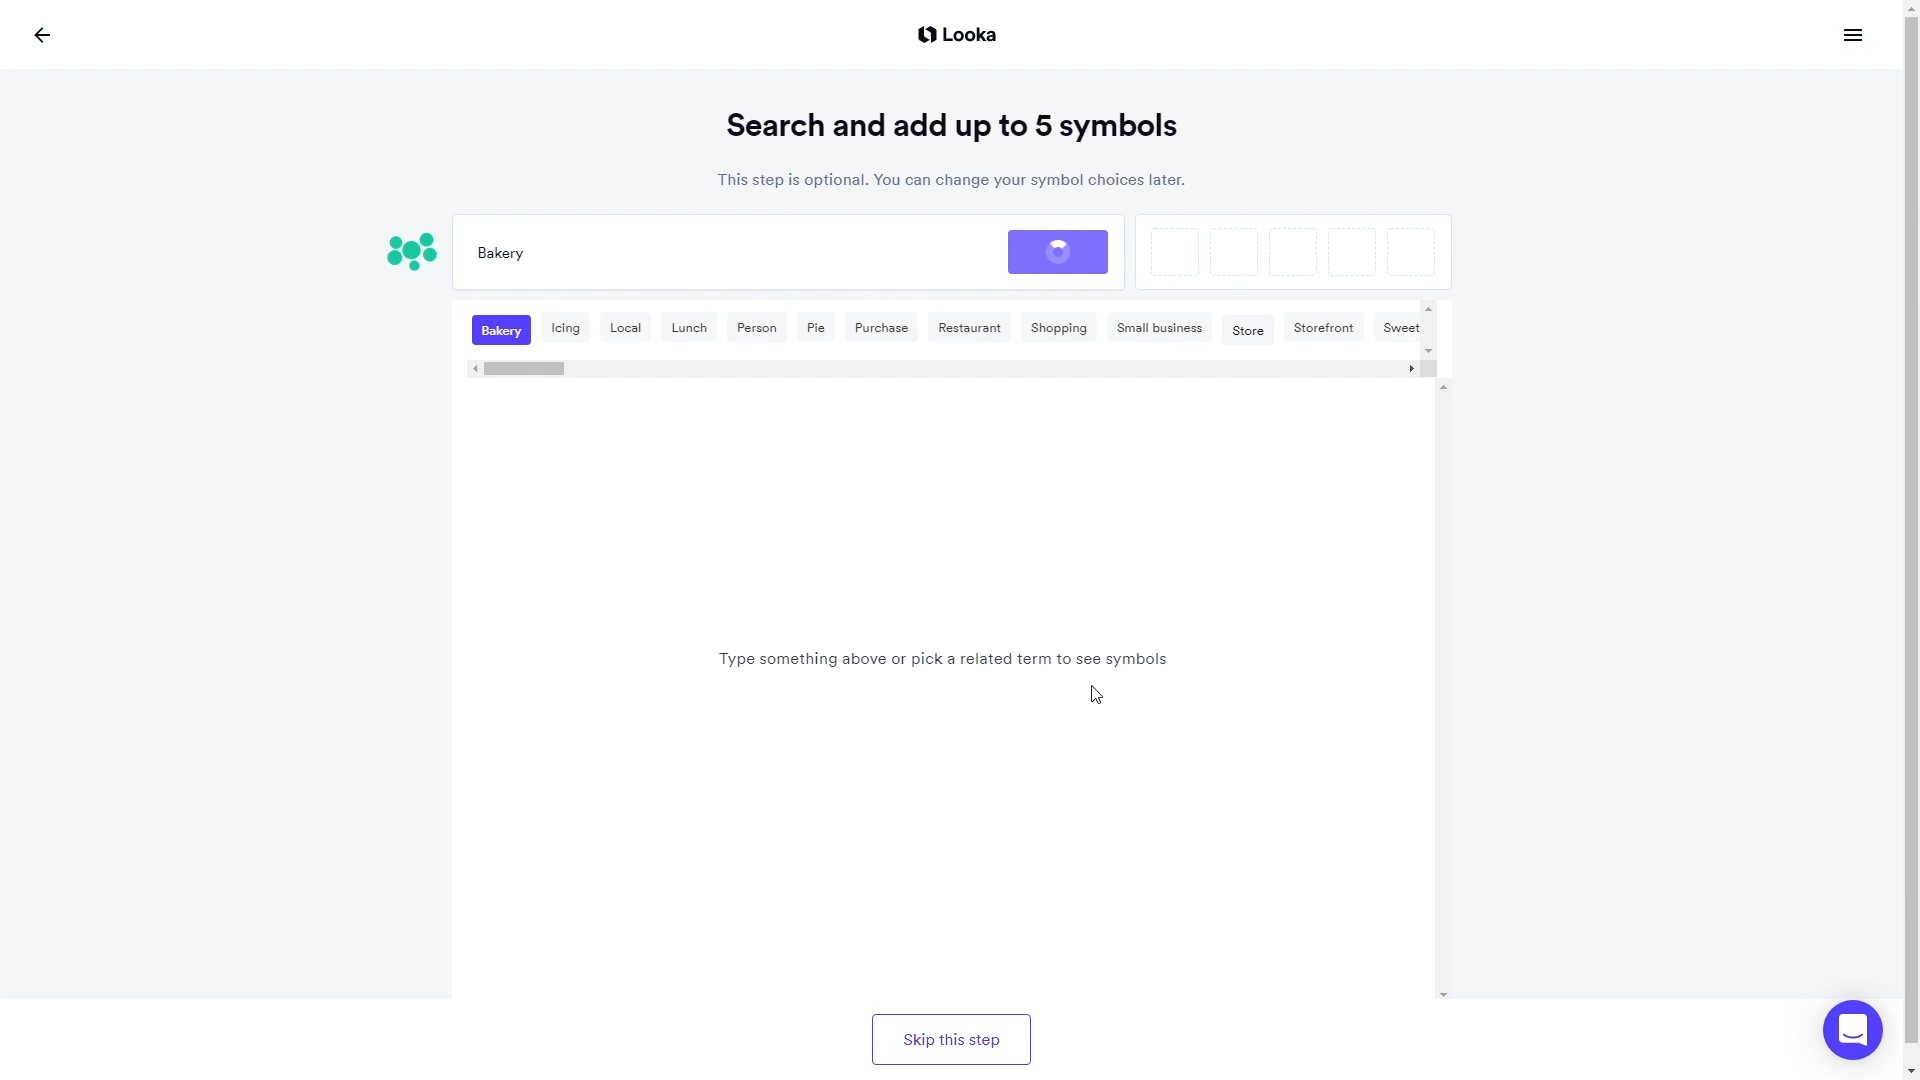 Looka
Search and add up to 5 symbols
This step is optional. You can change your symbol choices later.
Bakery
Bakery Icing Local Lunch Person Pie Purchase Restaurant Shopping Small business Store Storefront Sweet
Type something above or pick a related term to see symbols
Skip this step